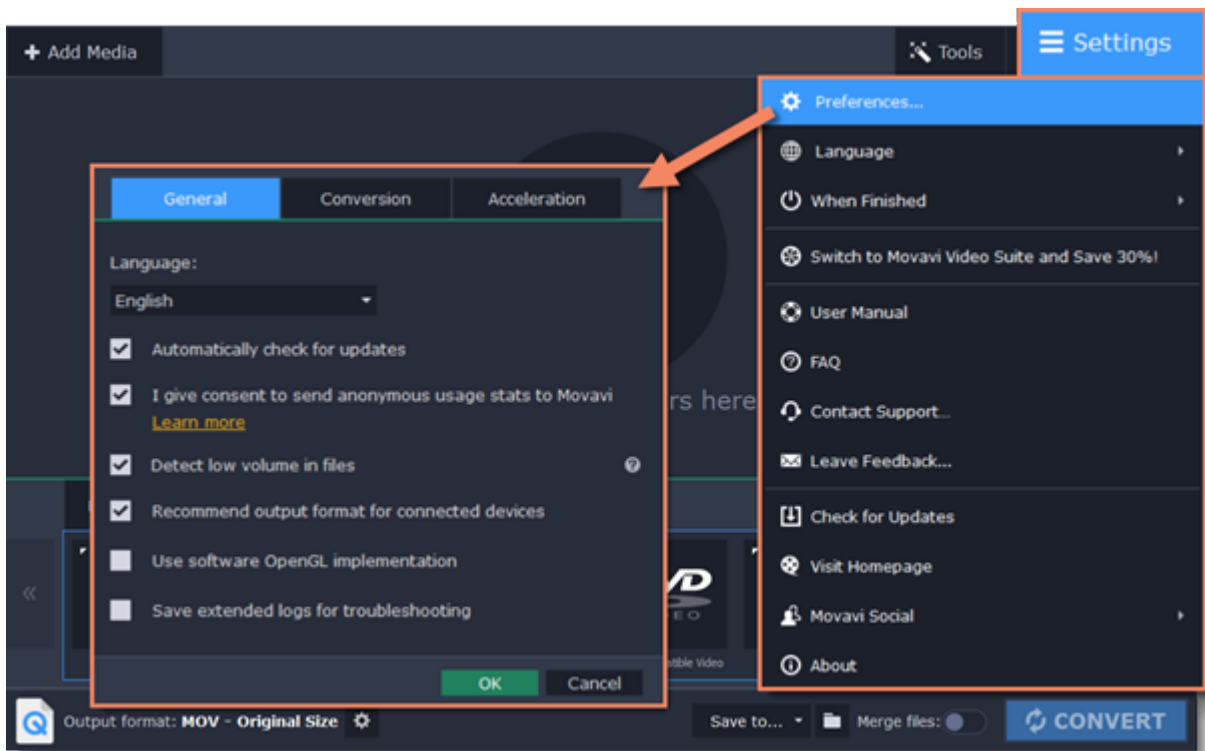 + Add Media
Tools
Settings
Preferences...
Language
When Finished
Switch to Movavi Video Suite and Save 30%!
User Manual
FAQ
Contact Support...
Leave Feedback...
Check for Updates
Visit Homepage
Movavi Social
About
General Conversion Acceleration
Language:
English
Automatically check for updates
I give consent to send anonymous usage stats to Movavi
Learn more
Detect low volume in files
Recommend output format for connected devices
Use software OpenGL implementation
Save extended logs for troubleshooting
OK Cancel
rs here
VD
EO
tible Video
Output format: MOV - Original Size
Save to...
Merge files:
CONVERT